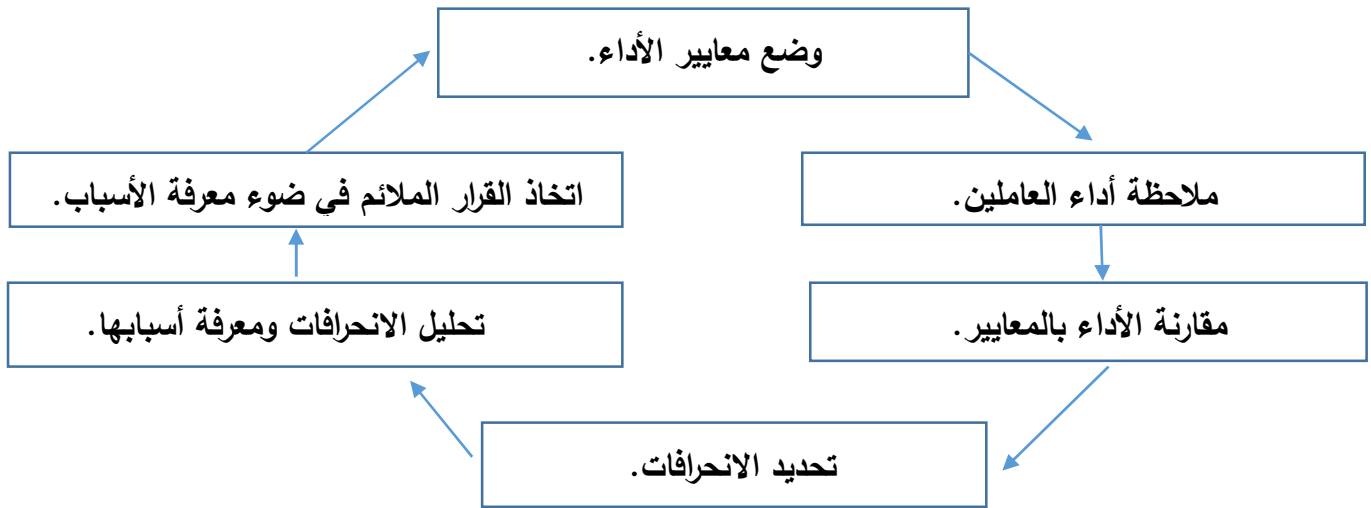 وضع معايير الأداء.
ملاحظة أداء العاملين.
اتخاذ القرار الملائم في ضوء معرفة الأسباب.
مقارنة الأداء بالمعايير.
تحليل الانحرافات ومعرفة أسبابها.
تحديد الانحرافات.